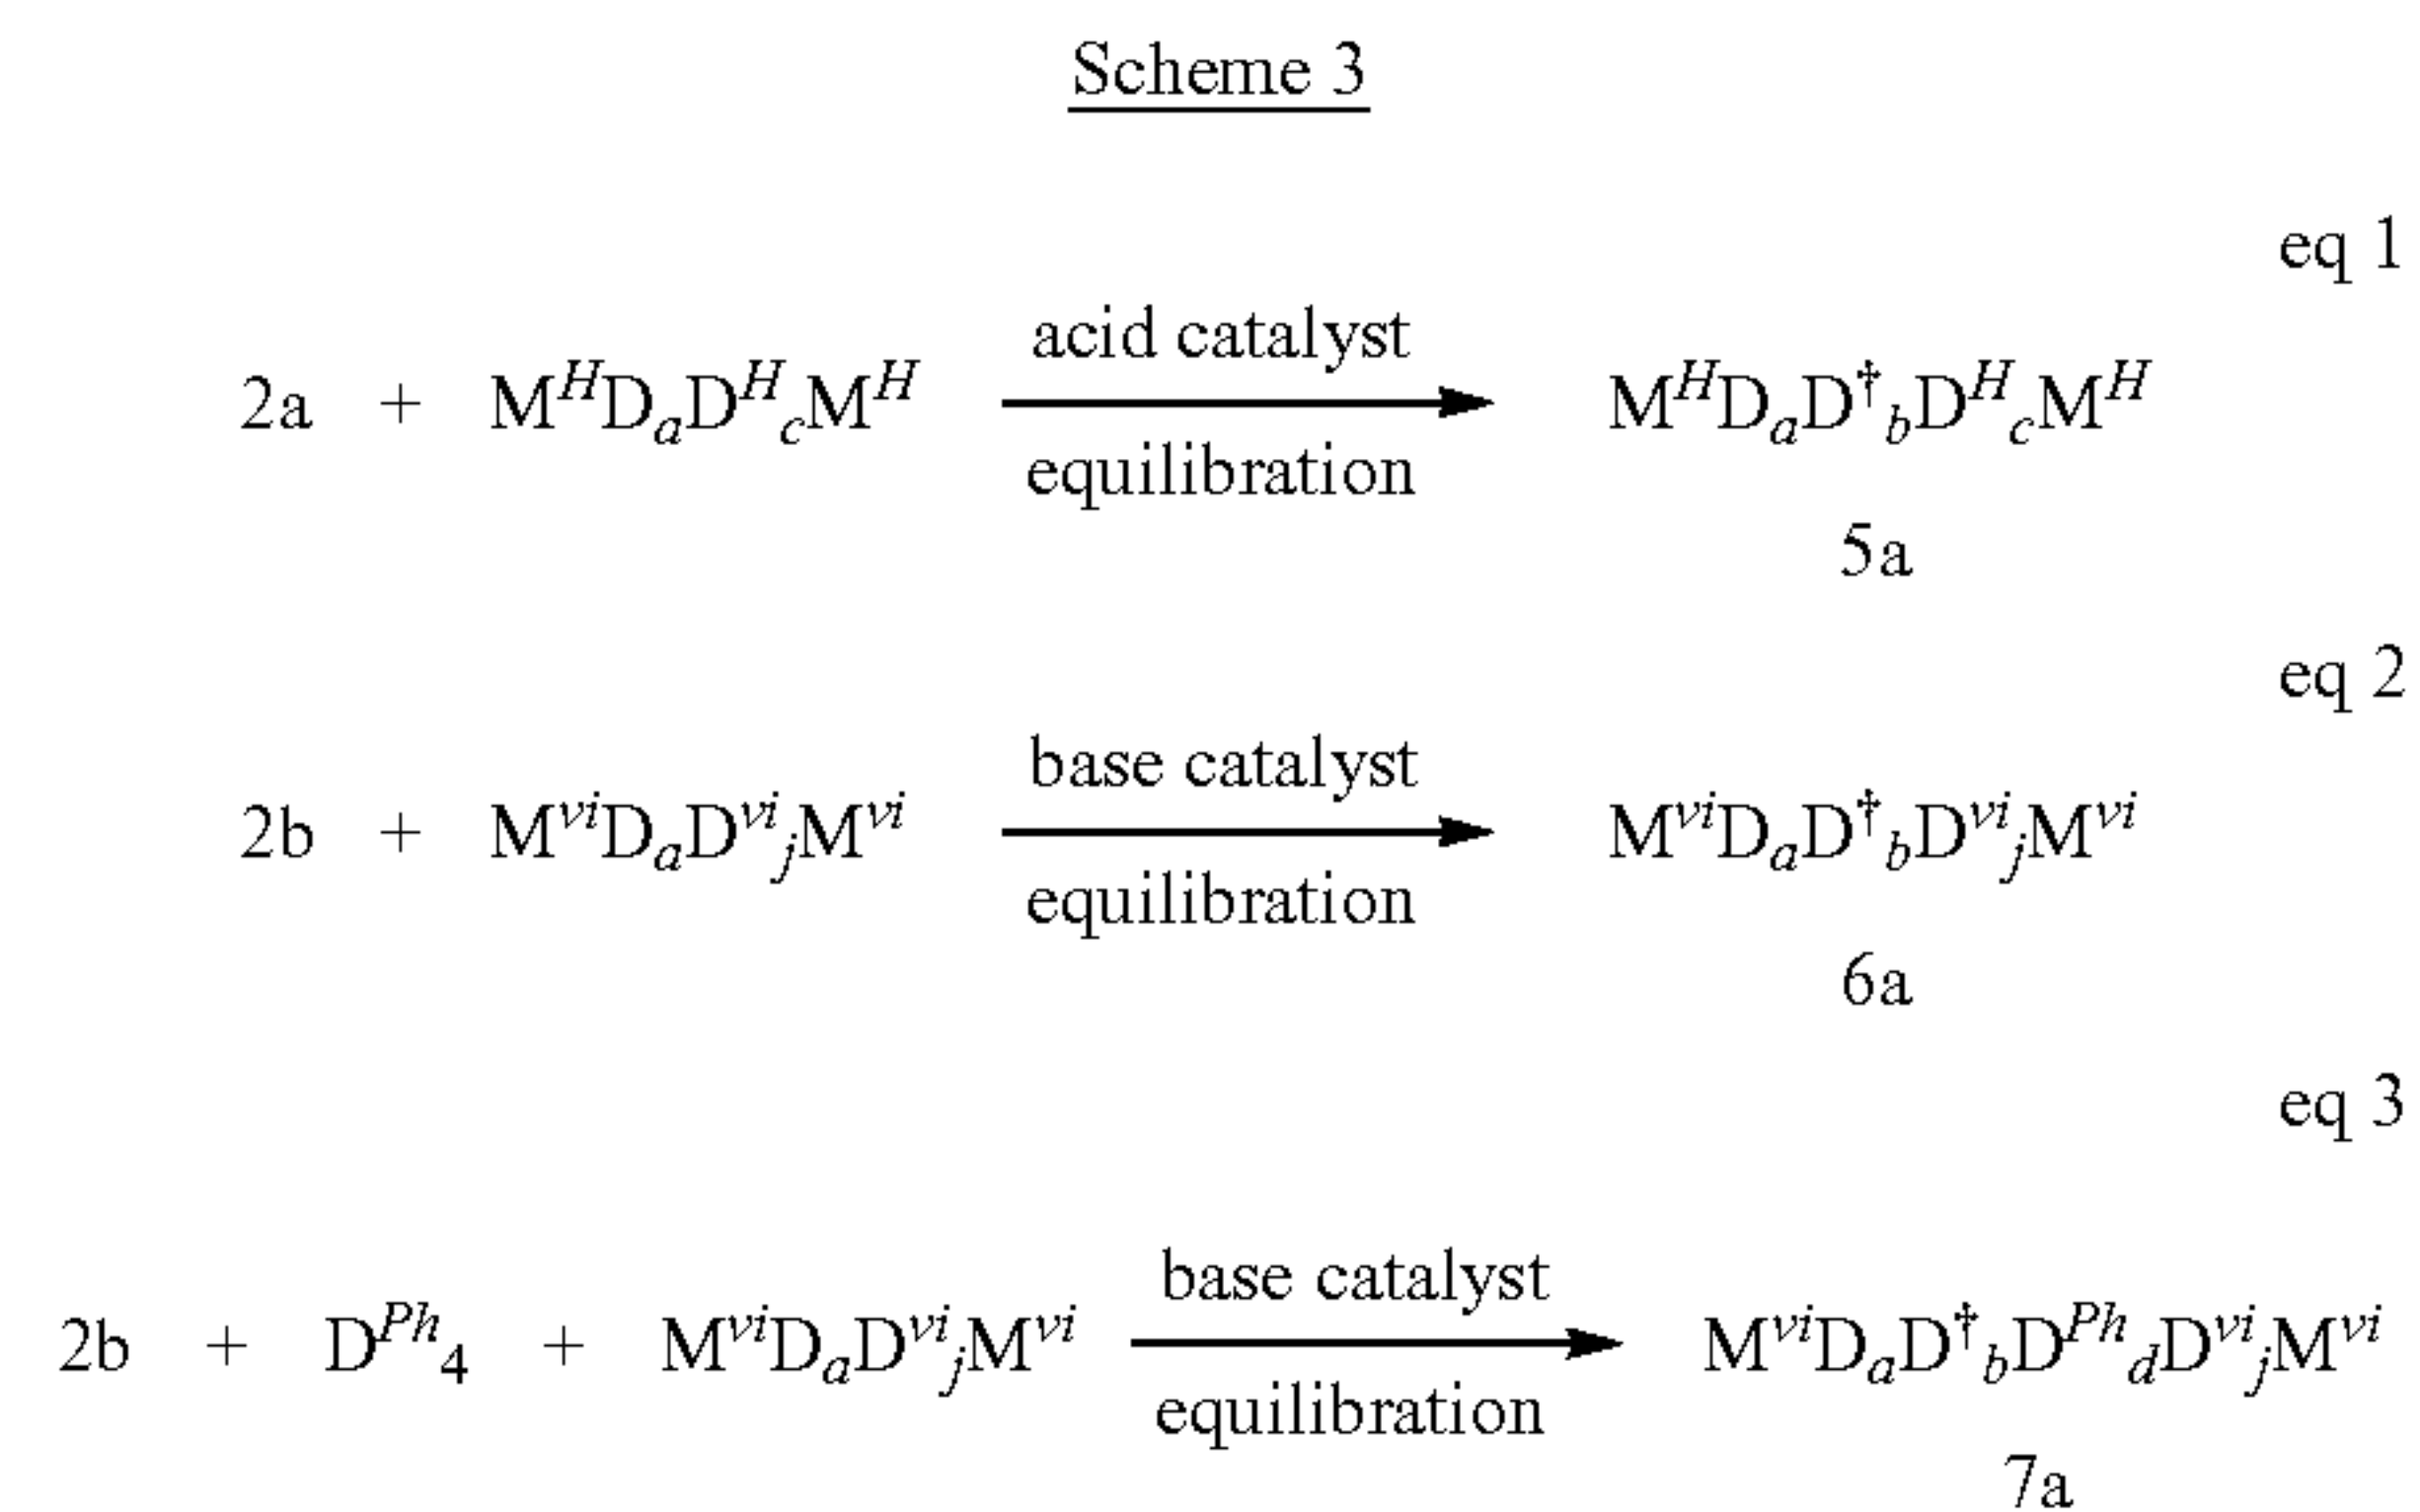 Scheme 3
eq 1
2a + M^H D_a D^H_c M^H acid catalyst equilibration M^H D_a D^†_b D^H_c M^H
5a
eq 2
2b + M^vi D_a D^vi_j M^vi base catalyst equilibration M^vi D_a D^†_b D^vi_j M^vi
6a
eq 3
2b + D^Ph_4 + M^vi D_a D^vi_j M^vi base catalyst equilibration M^vi D_a D^†_b D^Ph_d D^vi_j M^vi
7a